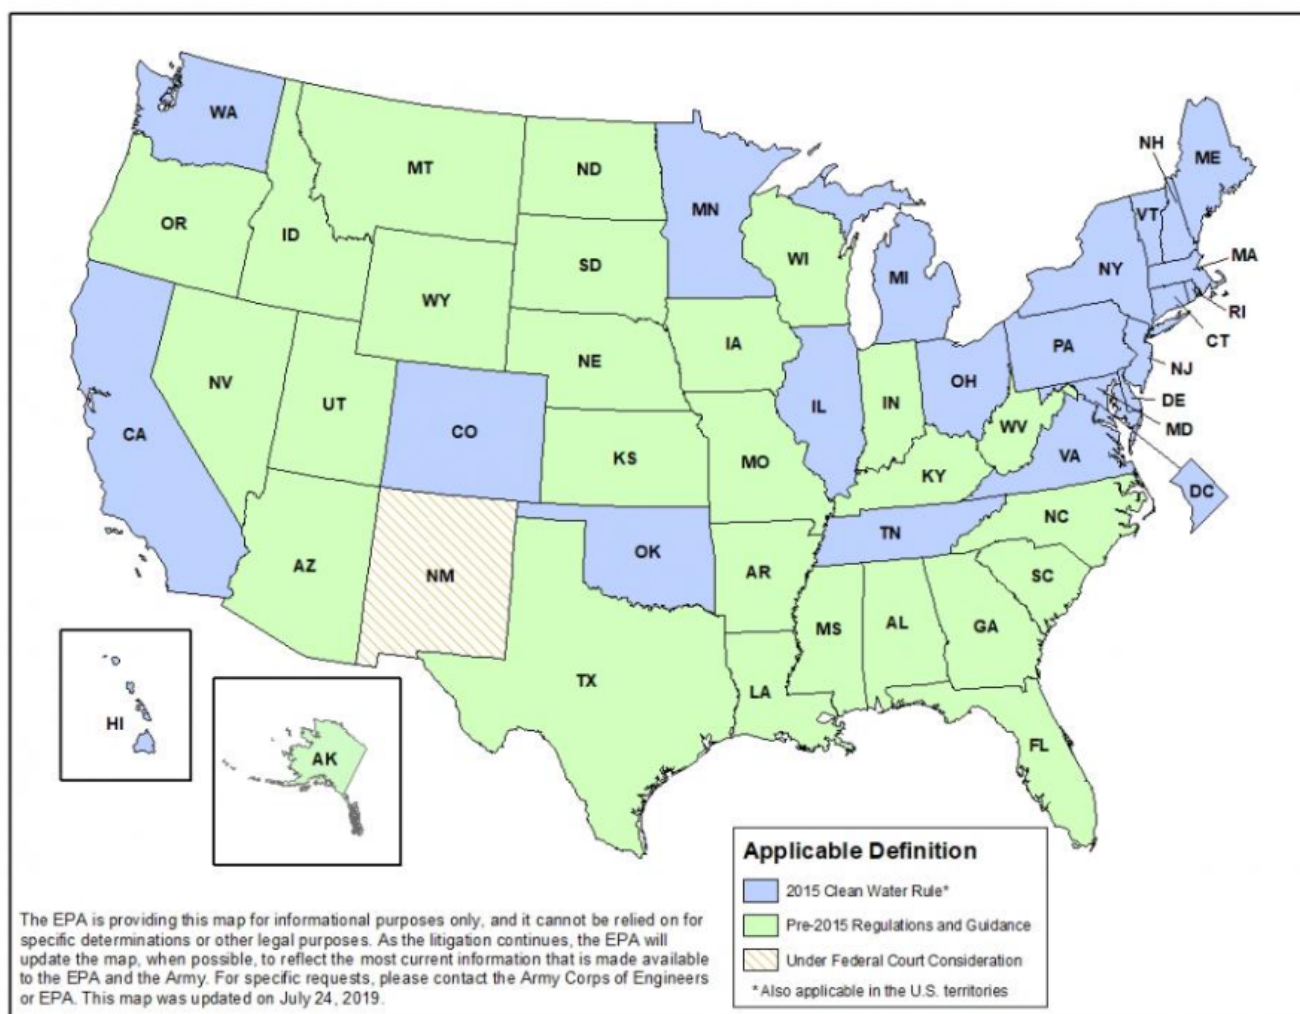 WA
MT
ND
MN
NH
ME
OR
ID
SD
WI
VT
MA
WY
MI
NY
RI
IA
CT
NE
PA
NJ
NV
UT
CO
IL
IN
OH
DE
MD
WV
CA
KS
MO
VA
KY
DC
AZ
NM
OK
TN
NC
AR
SC
MS
AL
GA
TX
LA
HI
AK
FL
Applicable Definition
2015 Clean Water Rule*
Pre-2015 Regulations and Guidance
Under Federal Court Consideration
*Also applicable in the U.S. territories
The EPA is providing this map for informational purposes only, and it cannot be relied on for
specific determinations or other legal purposes. As the litigation continues, the EPA will
update the map, when possible, to reflect the most current information that is made available
to the EPA and the Army. For specific requests, please contact the Army Corps of Engineers
or EPA. This map was updated on July 24, 2019.